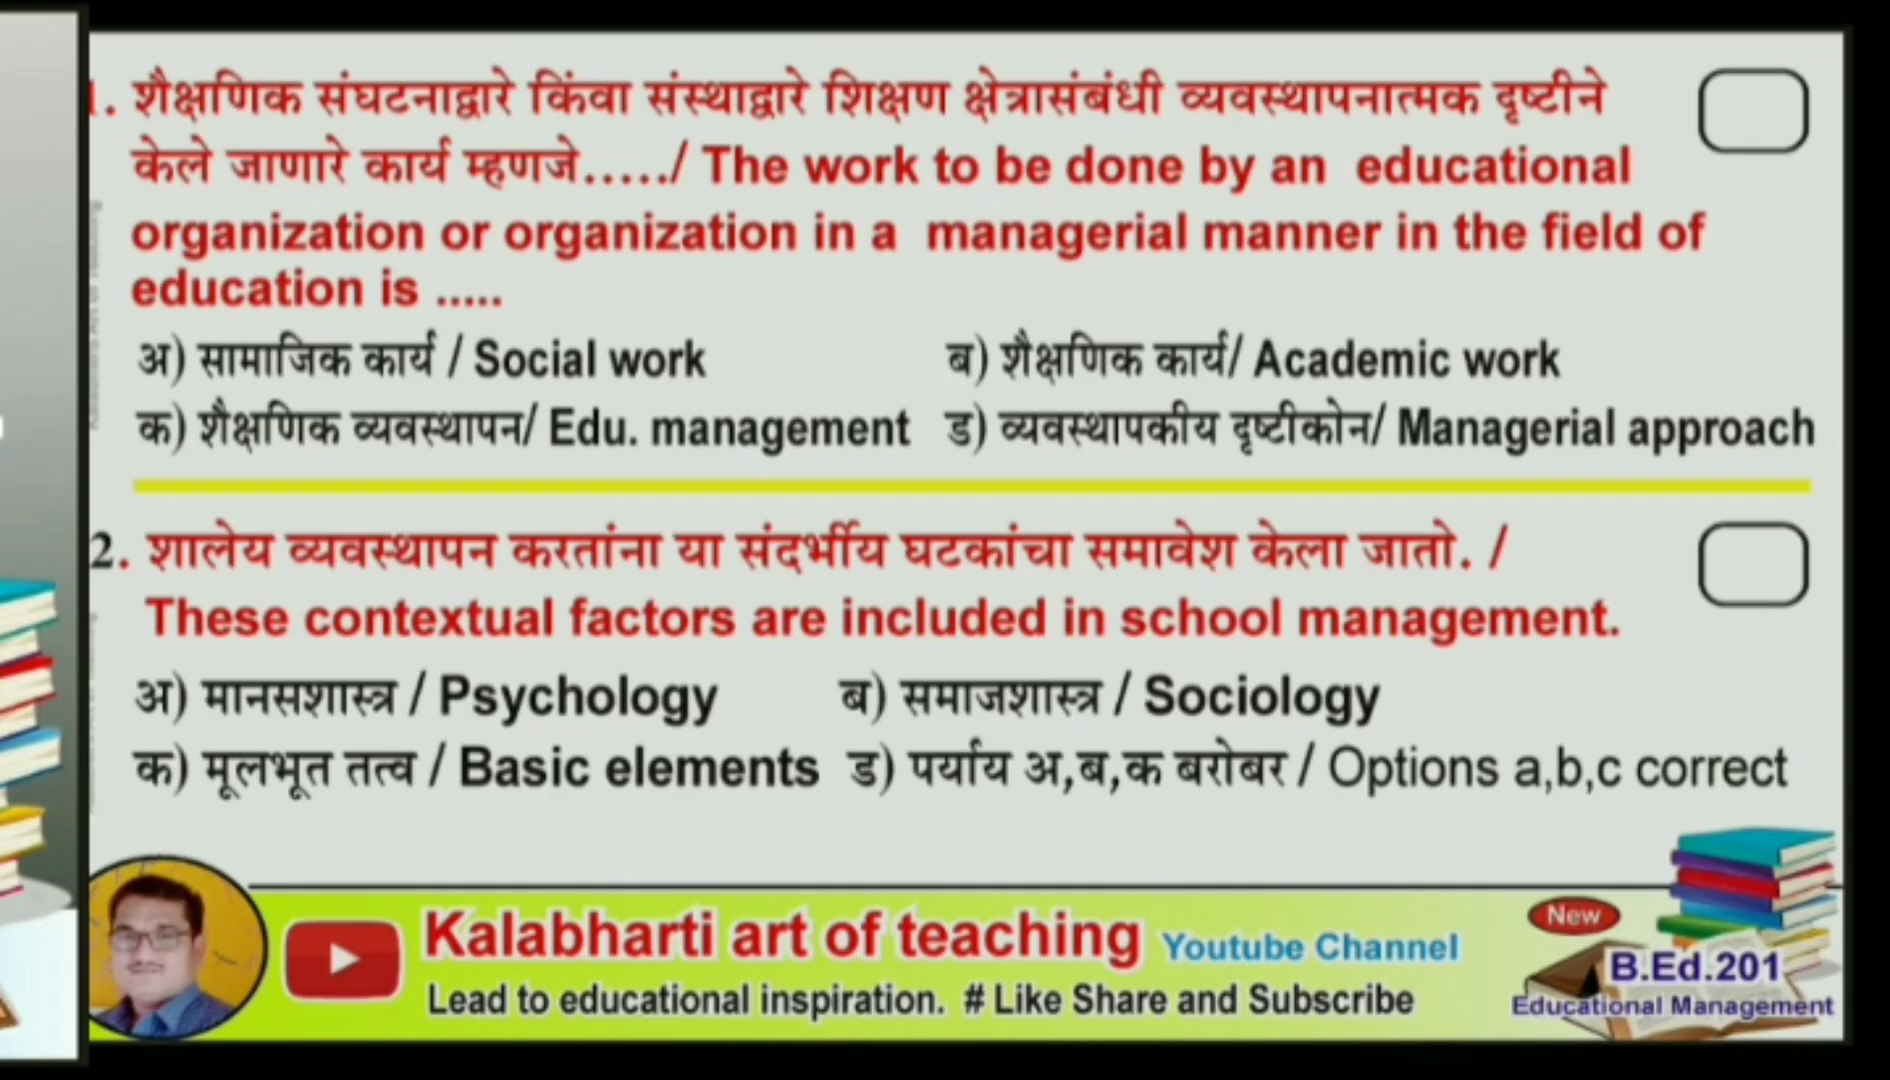 1. शैक्षणिक संघटनाद्वारे किंवा संस्थाद्वारे शिक्षण क्षेत्रासंबंधी व्यवस्थापनात्मक दृष्टीने
केले जाणारे कार्य म्हणजे...../ The work to be done by an educational
organization or organization in a managerial manner in the field of
education is .....
अ) सामाजिक कार्य / Social work ब) शैक्षणिक कार्य/ Academic work
क) शैक्षणिक व्यवस्थापन/ Edu. management ड) व्यवस्थापकीय दृष्टीकोन/ Managerial approach
2. शालेय व्यवस्थापन करतांना या संदर्भीय घटकांचा समावेश केला जातो. /
These contextual factors are included in school management.
अ) मानसशास्त्र / Psychology ब) समाजशास्त्र / Sociology
क) मूलभूत तत्व / Basic elements ड) पर्याय अ,ब,क बरोबर / Options a,b,c correct
Kalabharti art of teaching Youtube Channel
Lead to educational inspiration. # Like Share and Subscribe
New
B.Ed.201
Educational Management